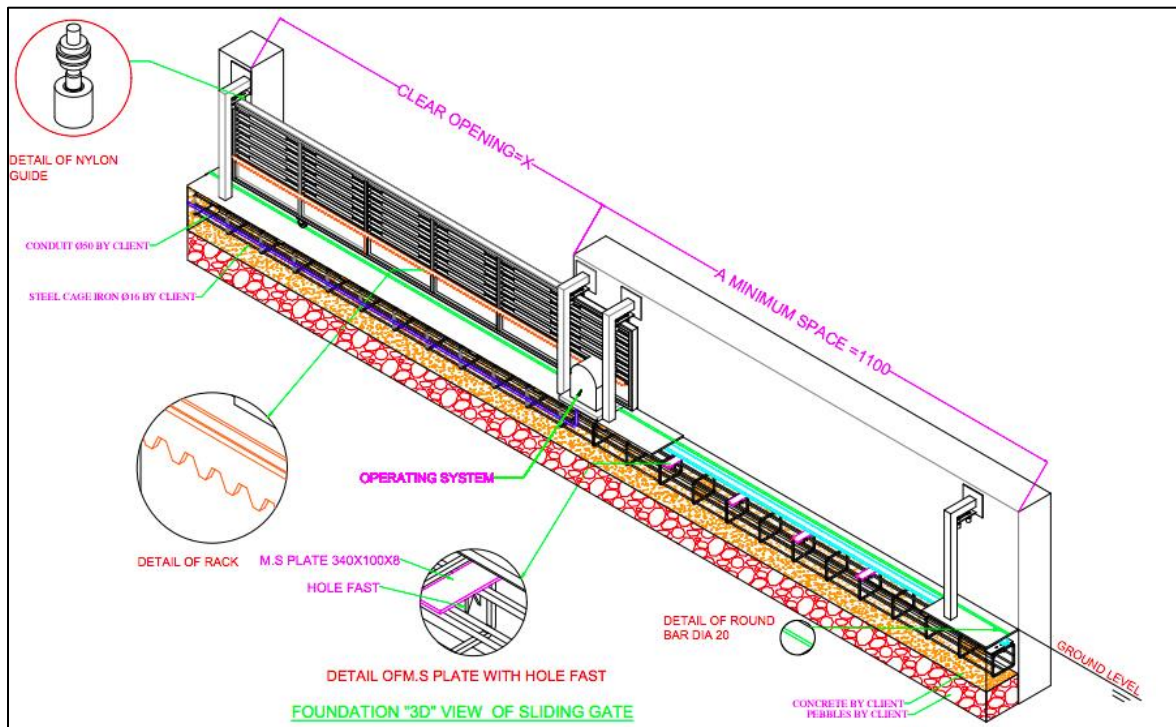 CLEAR OPENING=X
DETAIL OF NYLON
GUIDE
A MINIMUM SPACE =1100
CONDUIT Ø50 BY CLIENT
STEEL CAGE IRON Ø16 BY CLIENT
OPERATING SYSTEM
DETAIL OF RACK
M.S PLATE 340X100X8
HOLE FAST
DETAIL OF ROUND
BAR DIA 20
GROUND LEVEL
DETAIL OFM.S PLATE WITH HOLE FAST
CONCRETE BY CLIENT
PEBBLES BY CLIENT
FOUNDATION "3D" VIEW OF SLIDING GATE